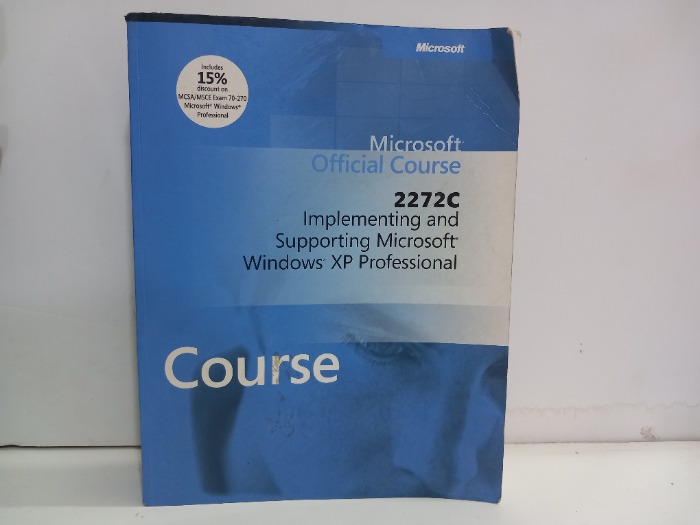 Microsoft
Includes
15%
discount on
MCSA/MSCE Exam 70-270
Microsoft® Windows®
Professional
Microsoft®
Official Course
2272C
Implementing and
Supporting Microsoft®
Windows® XP Professional
Course